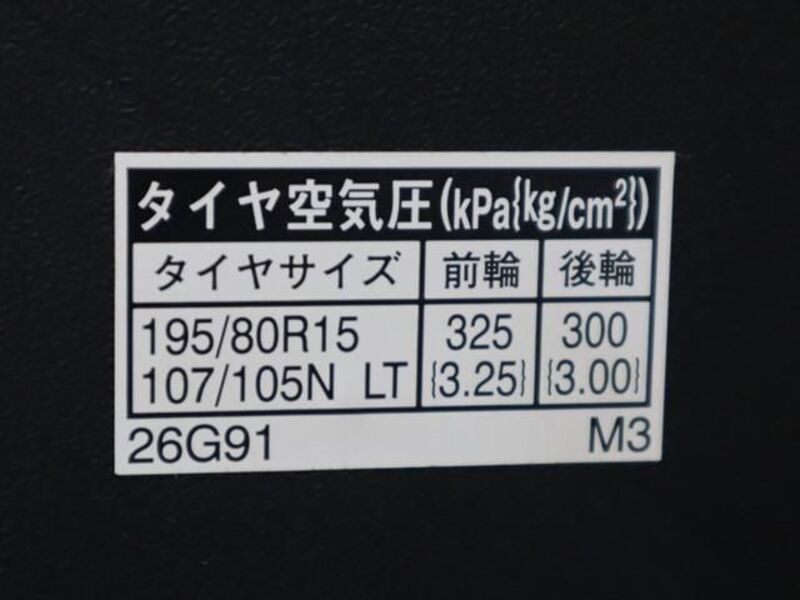 タイヤ空気圧(kPa{kg/cm²})
タイヤサイズ 前輪 後輪
195/80R15 325 300
107/105N LT {3.25} {3.00}
26G91 M3